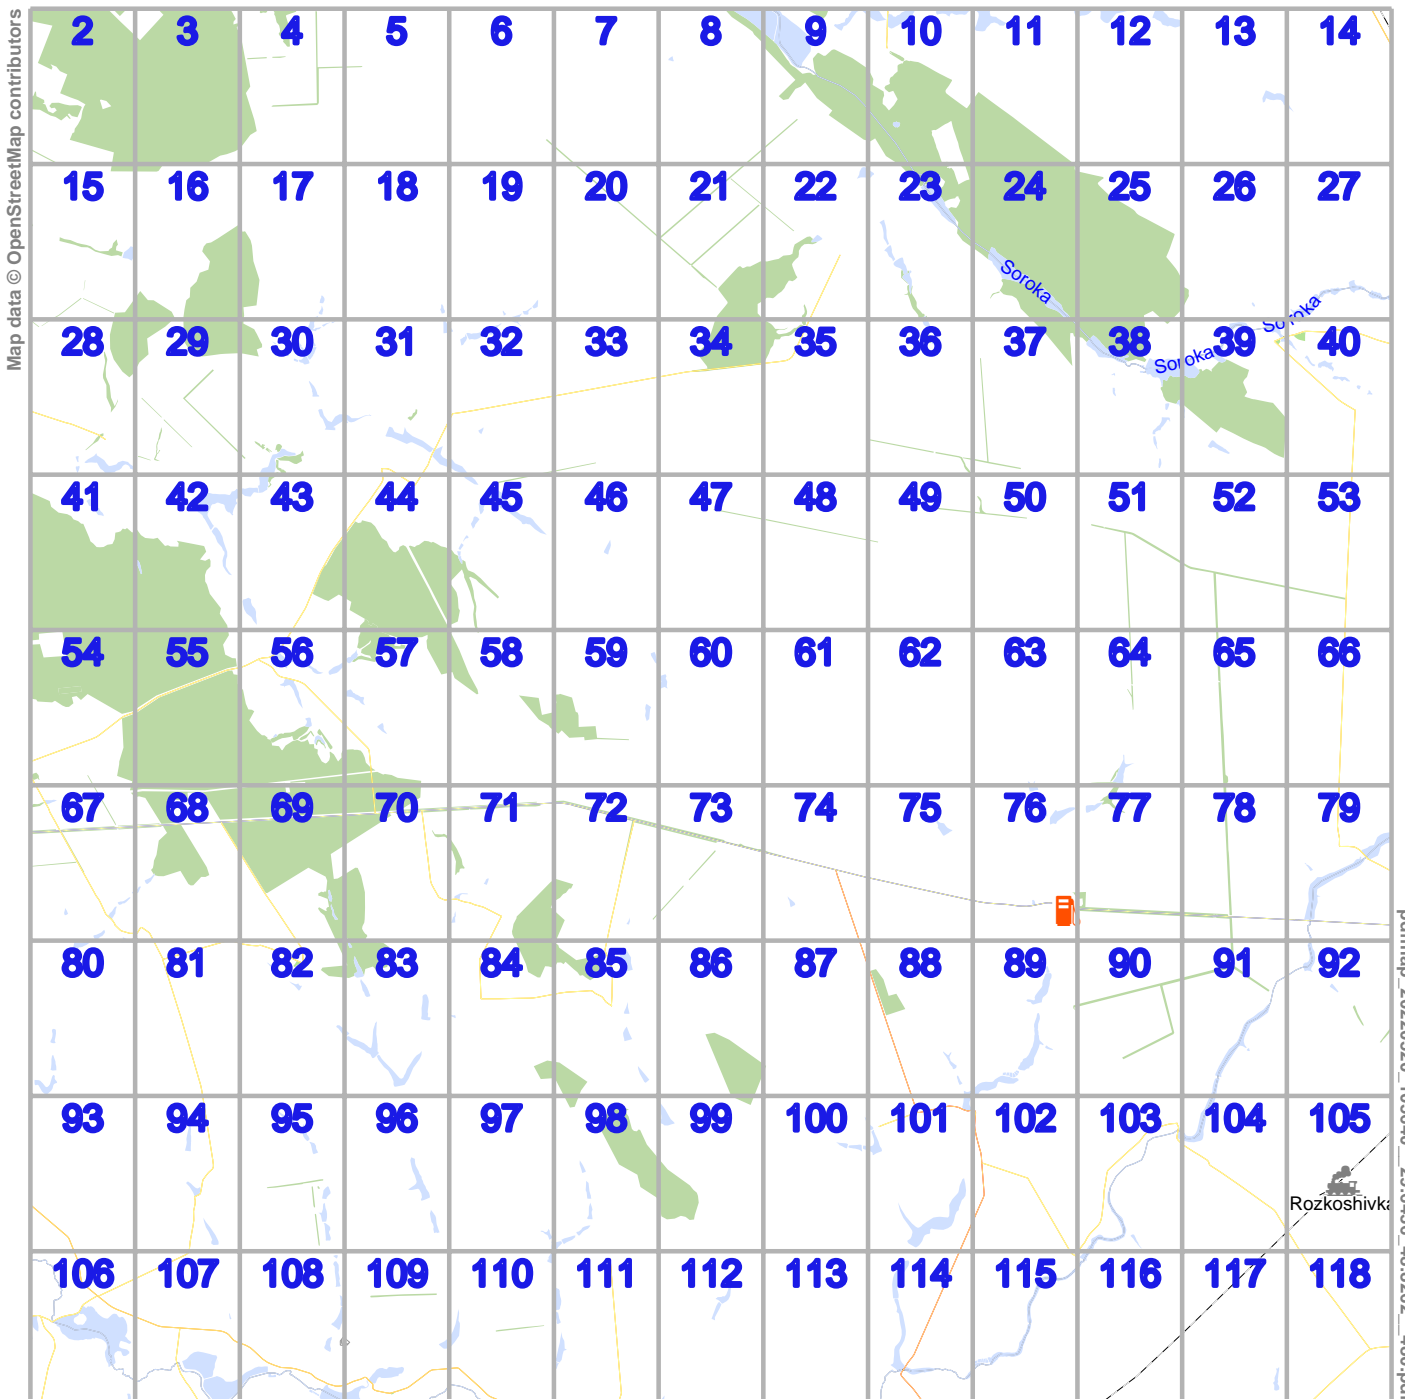 Map data © OpenStreetMap contributors
2 3 4 5 6 7 8 9 10 11 12 13 14
15 16 17 18 19 20 21 22 23 24 25 26 27
Soroka
Soroka
28 29 30 31 32 33 34 35 36 37 38 39 40
Soroka
41 42 43 44 45 46 47 48 49 50 51 52 53
54 55 56 57 58 59 60 61 62 63 64 65 66
67 68 69 70 71 72 73 74 75 76 77 78 79
80 81 82 83 84 85 86 87 88 89 90 91 92
93 94 95 96 97 98 99 100 101 102 103 104 105
Rozkoshivka
106 107 108 109 110 111 112 113 114 115 116 117 118